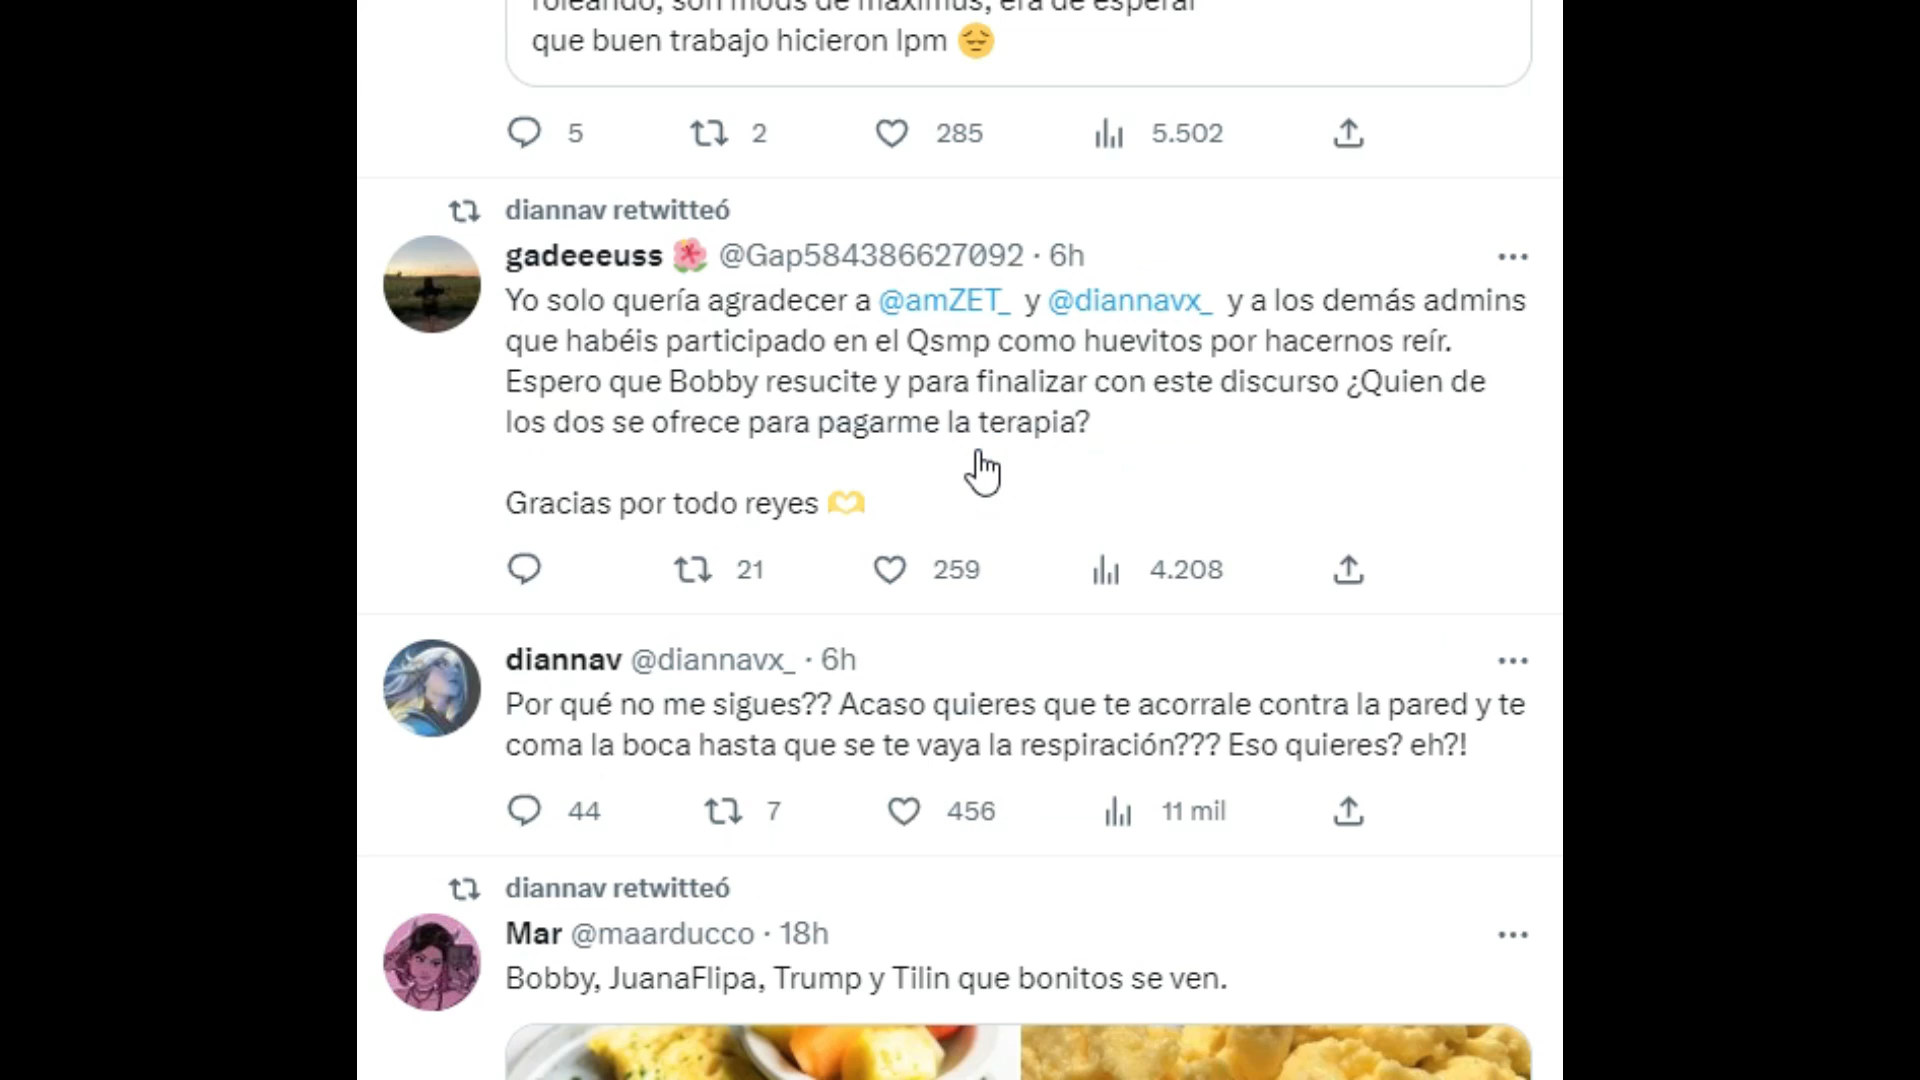 roleando, son mods de maximus, era de esperar
que buen trabajo hicieron lpm 😔
5 2 285 5.502
diannav retwitteó
gadeeeuss 🌺 @Gap584386627092 · 6h
Yo solo quería agradecer a @amZET_ y @diannavx_ y a los demás admins
que habéis participado en el Qsmp como huevitos por hacernos reír.
Espero que Bobby resucite y para finalizar con este discurso ¿Quien de
los dos se ofrece para pagarme la terapia?
Gracias por todo reyes 🫶
21 259 4.208
diannav @diannavx_ · 6h
Por qué no me sigues?? Acaso quieres que te acorrale contra la pared y te
coma la boca hasta que se te vaya la respiración??? Eso quieres? eh?!
44 7 456 11 mil
diannav retwitteó
Mar @maarducco · 18h
Bobby, JuanaFlipa, Trump y Tilin que bonitos se ven.